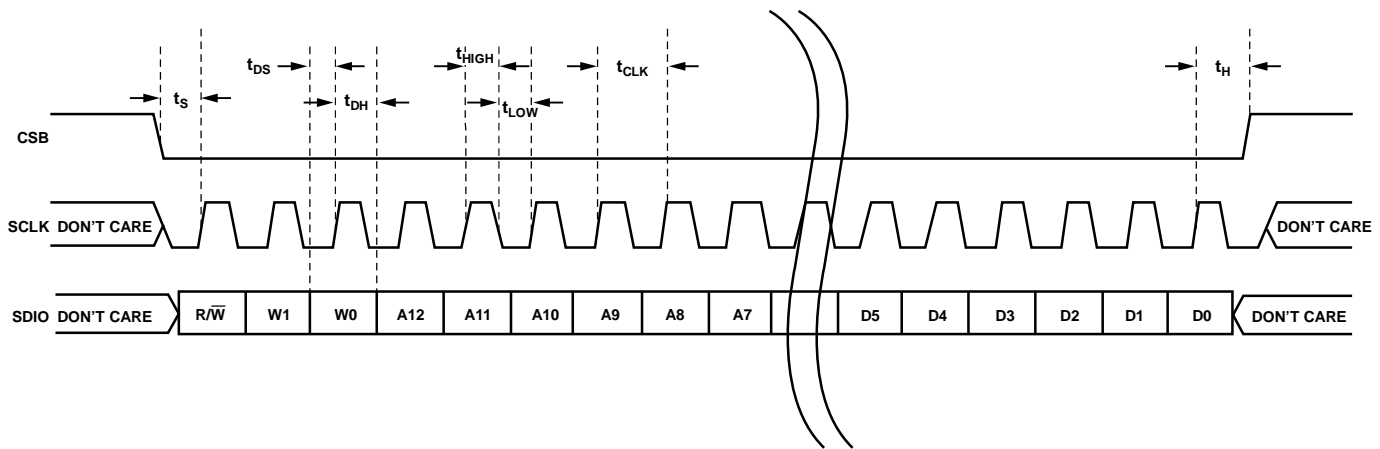 tHIGH
tDS tCLK tH
tS tDH tLOW
CSB
SCLK DON'T CARE DON'T CARE
SDIO DON'T CARE R/W̅ W1 W0 A12 A11 A10 A9 A8 A7 D5 D4 D3 D2 D1 D0 DON'T CARE